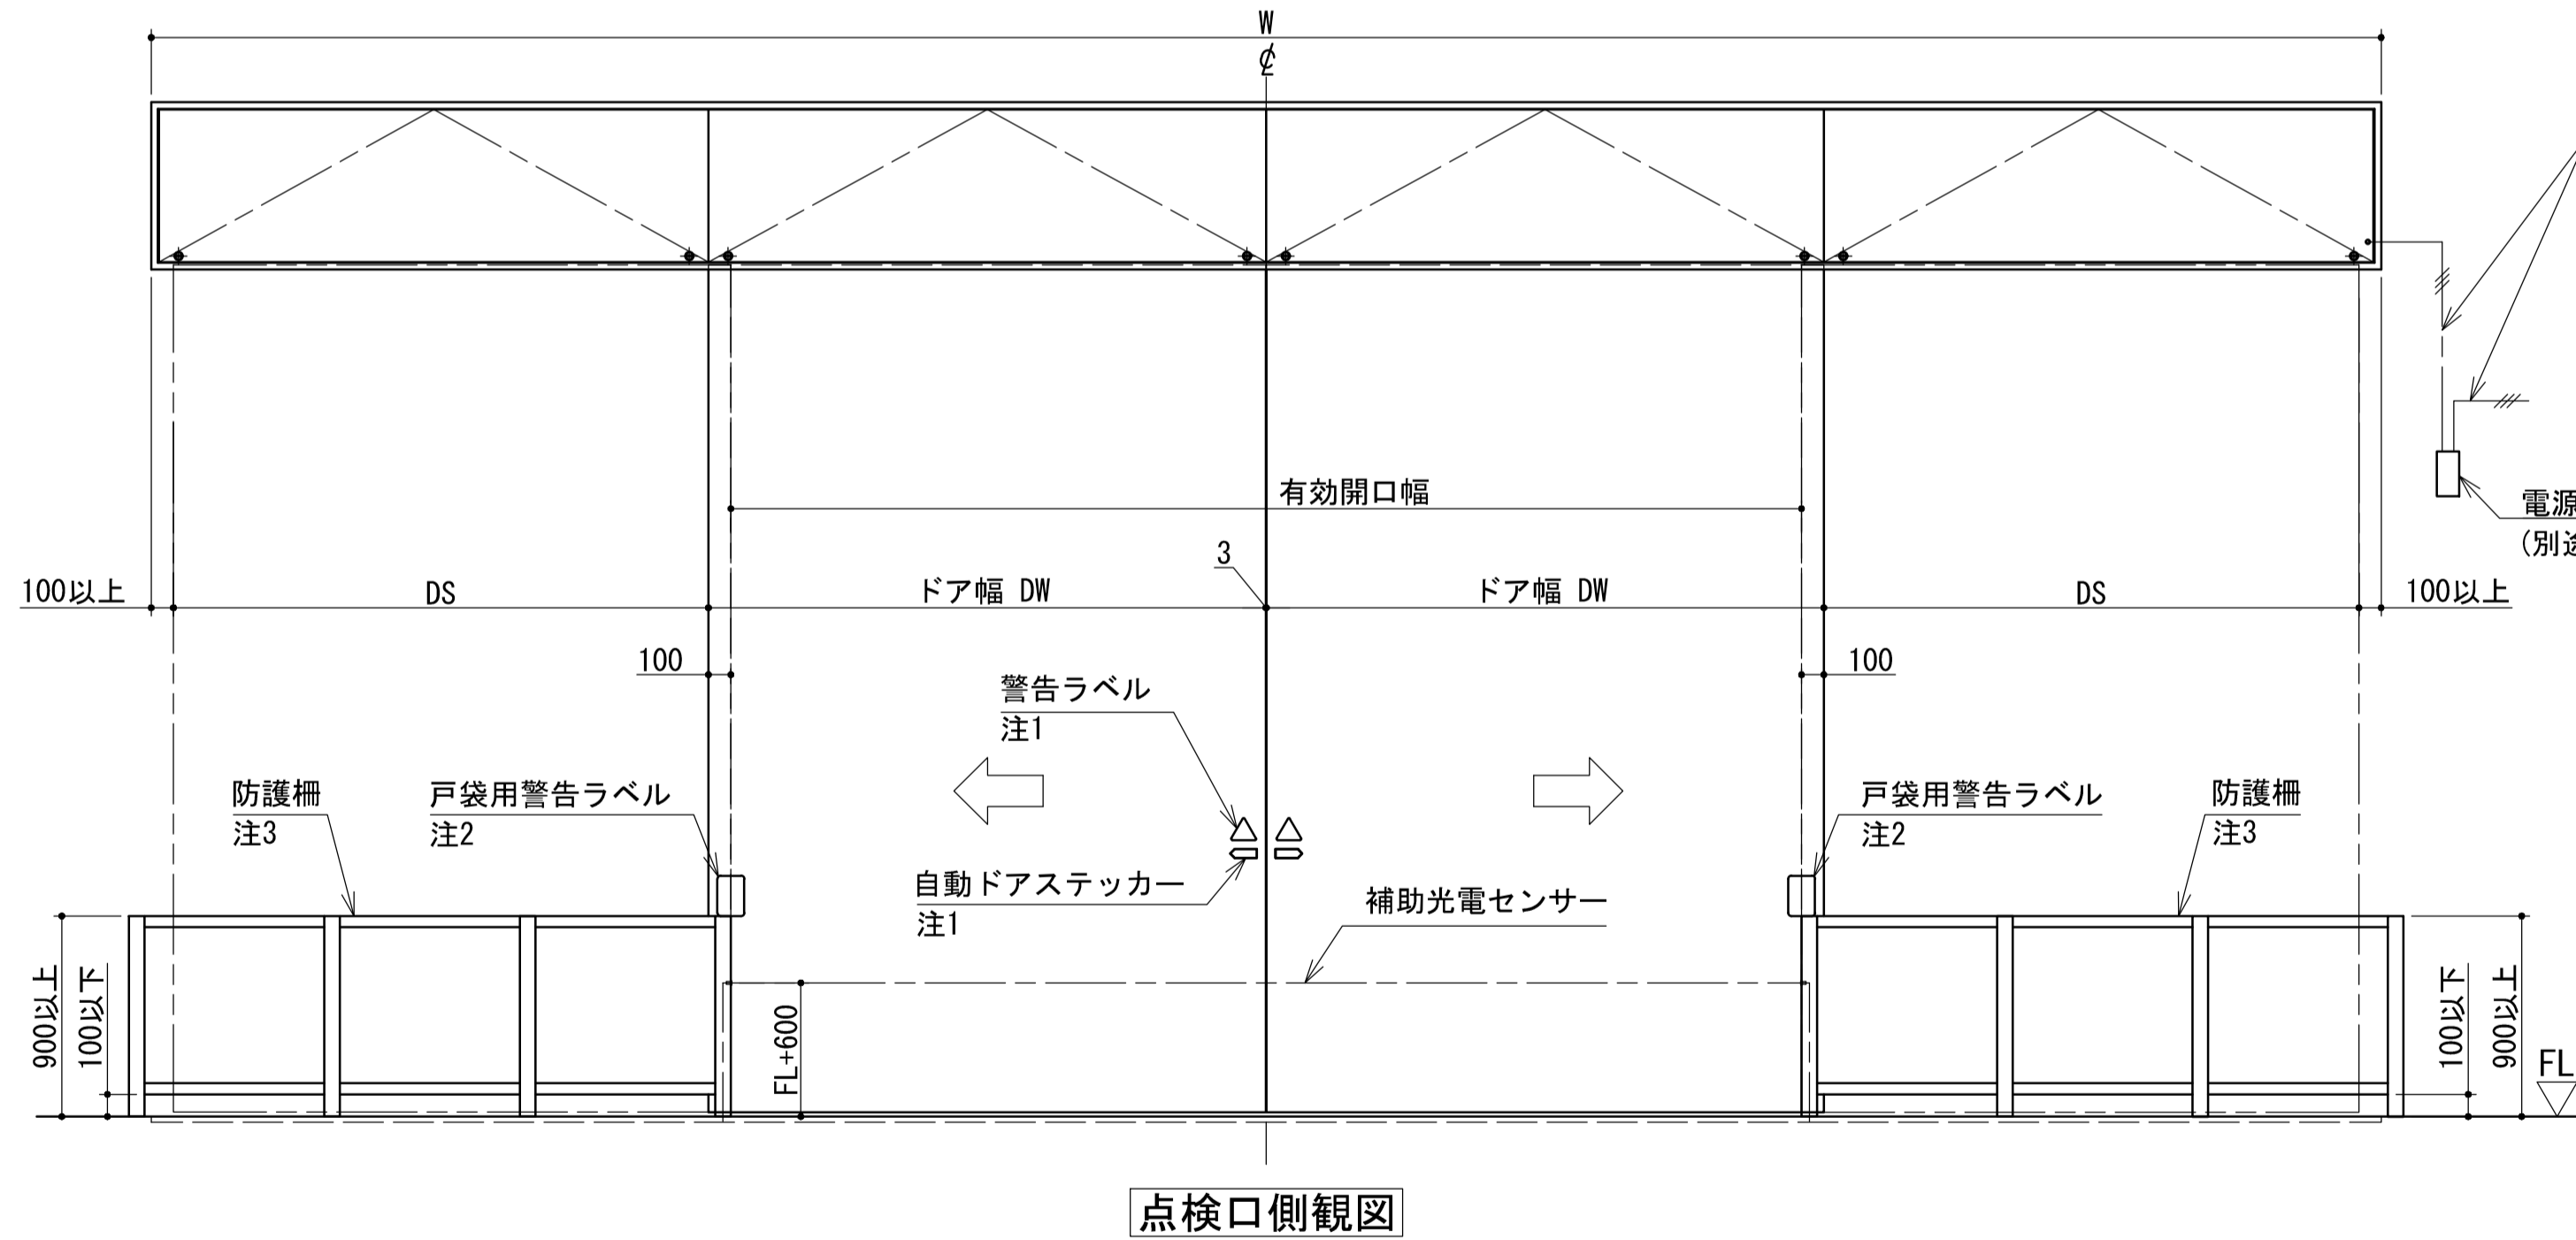 W
℄
有効開口幅
電源
(別途
3
100以上
DS
ドア幅 DW
ドア幅 DW
DS
100以上
100
100
警告ラベル
注1
防護柵
注3
戸袋用警告ラベル
注2
戸袋用警告ラベル
注2
防護柵
注3
自動ドアステッカー
注1
補助光電センサー
900以上
100以下
FL+600
100以下
900以上
FL
点検口側観図